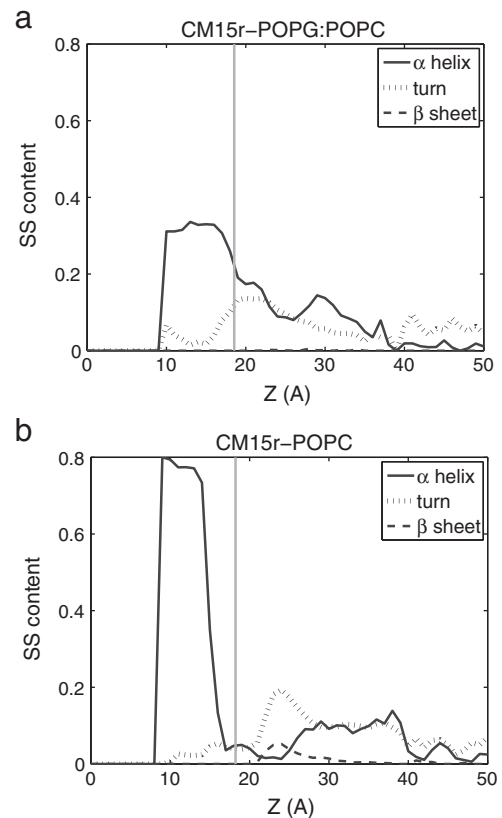 a
CM15r-POPG:POPC
0.8
0.6
0.4
0.2
0
SS content
α helix
turn
β sheet
0 10 20 30 40 50
Z (A)
b
CM15r-POPC
0.8
0.6
0.4
0.2
0
SS content
α helix
turn
β sheet
0 10 20 30 40 50
Z (A)